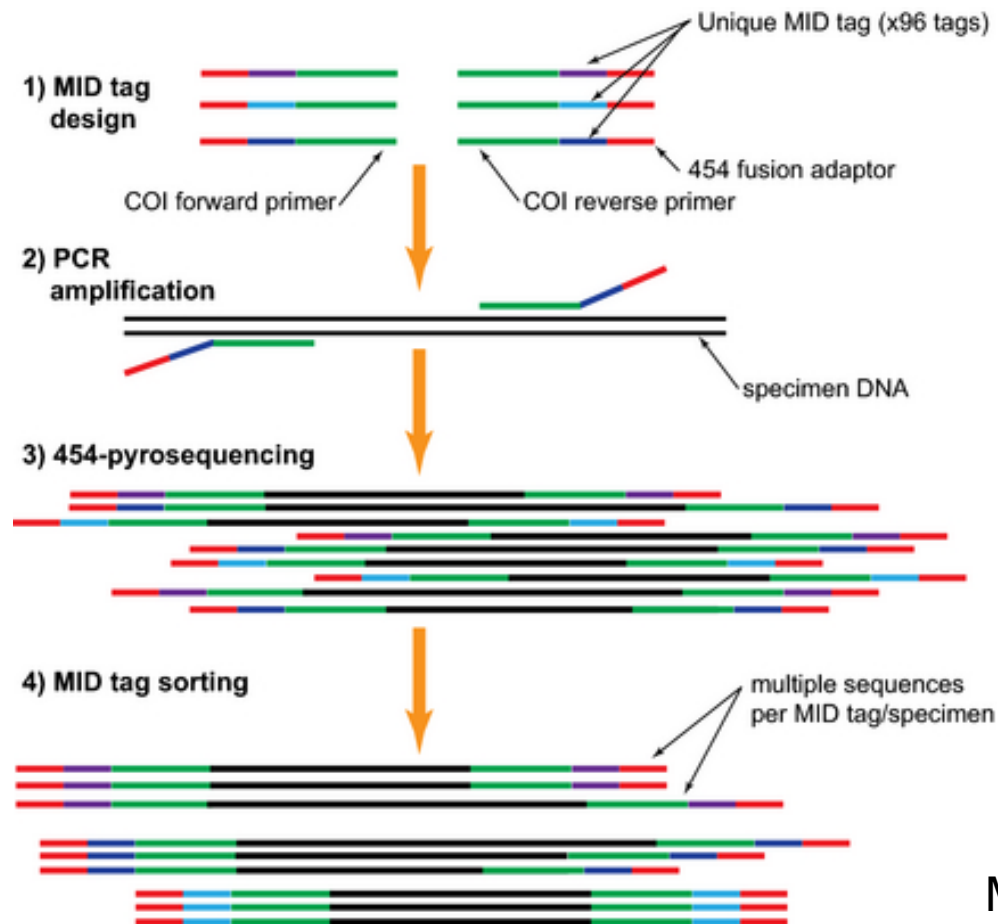 Unique MID tag (x96 tags)
1) MID tag
design
454 fusion adaptor
COI forward primer
COI reverse primer
2) PCR
amplification
specimen DNA
3) 454-pyrosequencing
4) MID tag sorting
multiple sequences
per MID tag/specimen